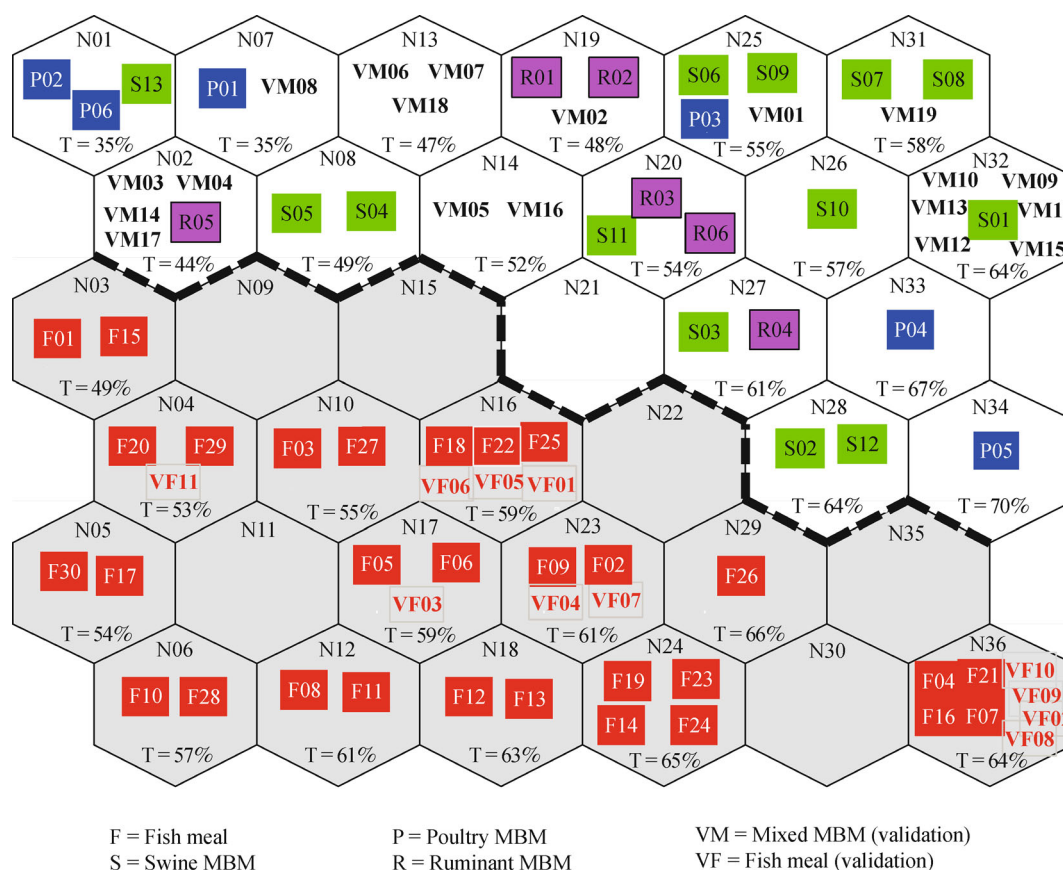 N01 N07 N13 N19 N25 N31
P02 S13 P01 VM08 VM06 VM07 R01 R02 S06 S09 S07 S08
P06 VM18 VM02 P03 VM01 VM19
T = 35% T = 35% T = 47% T = 48% T = 55% T = 58%
N02 N08 N14 N20 N26 N32
VM03 VM04 VM10 VM09
VM14 R05 S05 S04 VM05 VM16 R03 S10 VM13 S01
VM17 S11 R06 VM12 VM15
T = 44% T = 49% T = 52% T = 54% T = 57% T = 64%
N03 N09 N15 N21 N27 N33
F01 F15 S03 R04 P04
T = 49% T = 61% T = 67%
N04 N10 N16 N22 N28 N34
F20 F29 F03 F27 F18 F22 F25 S02 S12 P05
VF11 VF06 VF05 VF01
T = 53% T = 55% T = 59% T = 64% T = 70%
N05 N11 N17 N23 N29 N35
F30 F17 F05 F06 F09 F02 F26
VF03 VF04 VF07
T = 54% T = 59% T = 61% T = 66%
N06 N12 N18 N24 N30 N36
F10 F28 F08 F11 F12 F13 F19 F23 F04 F21 VF10
VF09
F14 F24 F16 F07
VF08
T = 57% T = 61% T = 63% T = 65% T = 64%
F = Fish meal P = Poultry MBM VM = Mixed MBM (validation)
S = Swine MBM R = Ruminant MBM VF = Fish meal (validation)